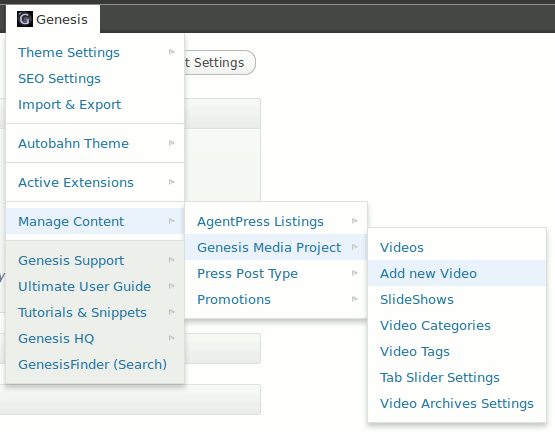 Genesis
Theme Settings
t Settings
SEO Settings
Import & Export
Autobahn Theme
Active Extensions
Manage Content
AgentPress Listings
Genesis Media Project
Press Post Type
Promotions
Videos
Add new Video
SlideShows
Video Categories
Video Tags
Tab Slider Settings
Video Archives Settings
Genesis Support
Ultimate User Guide
Tutorials & Snippets
Genesis HQ
GenesisFinder (Search)
y